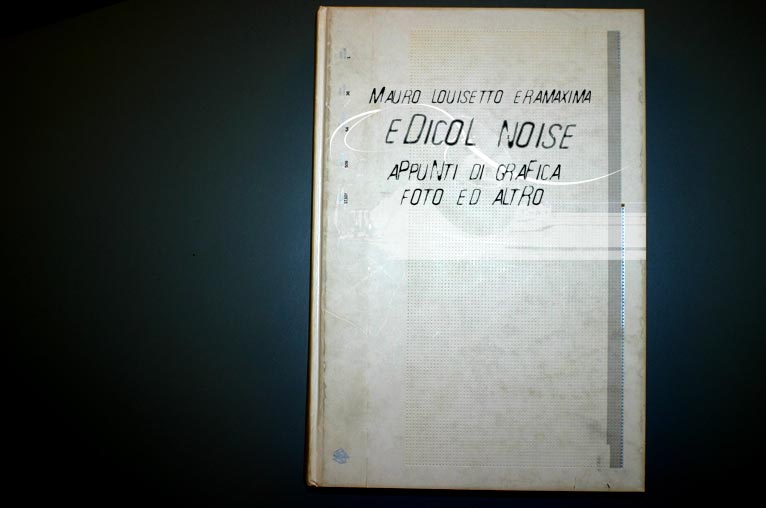 MAURO LOUISETTO ERAMAXIMA
EDICOL NOISE
APPUNTI DI GRAFICA
FOTO ED ALTRO